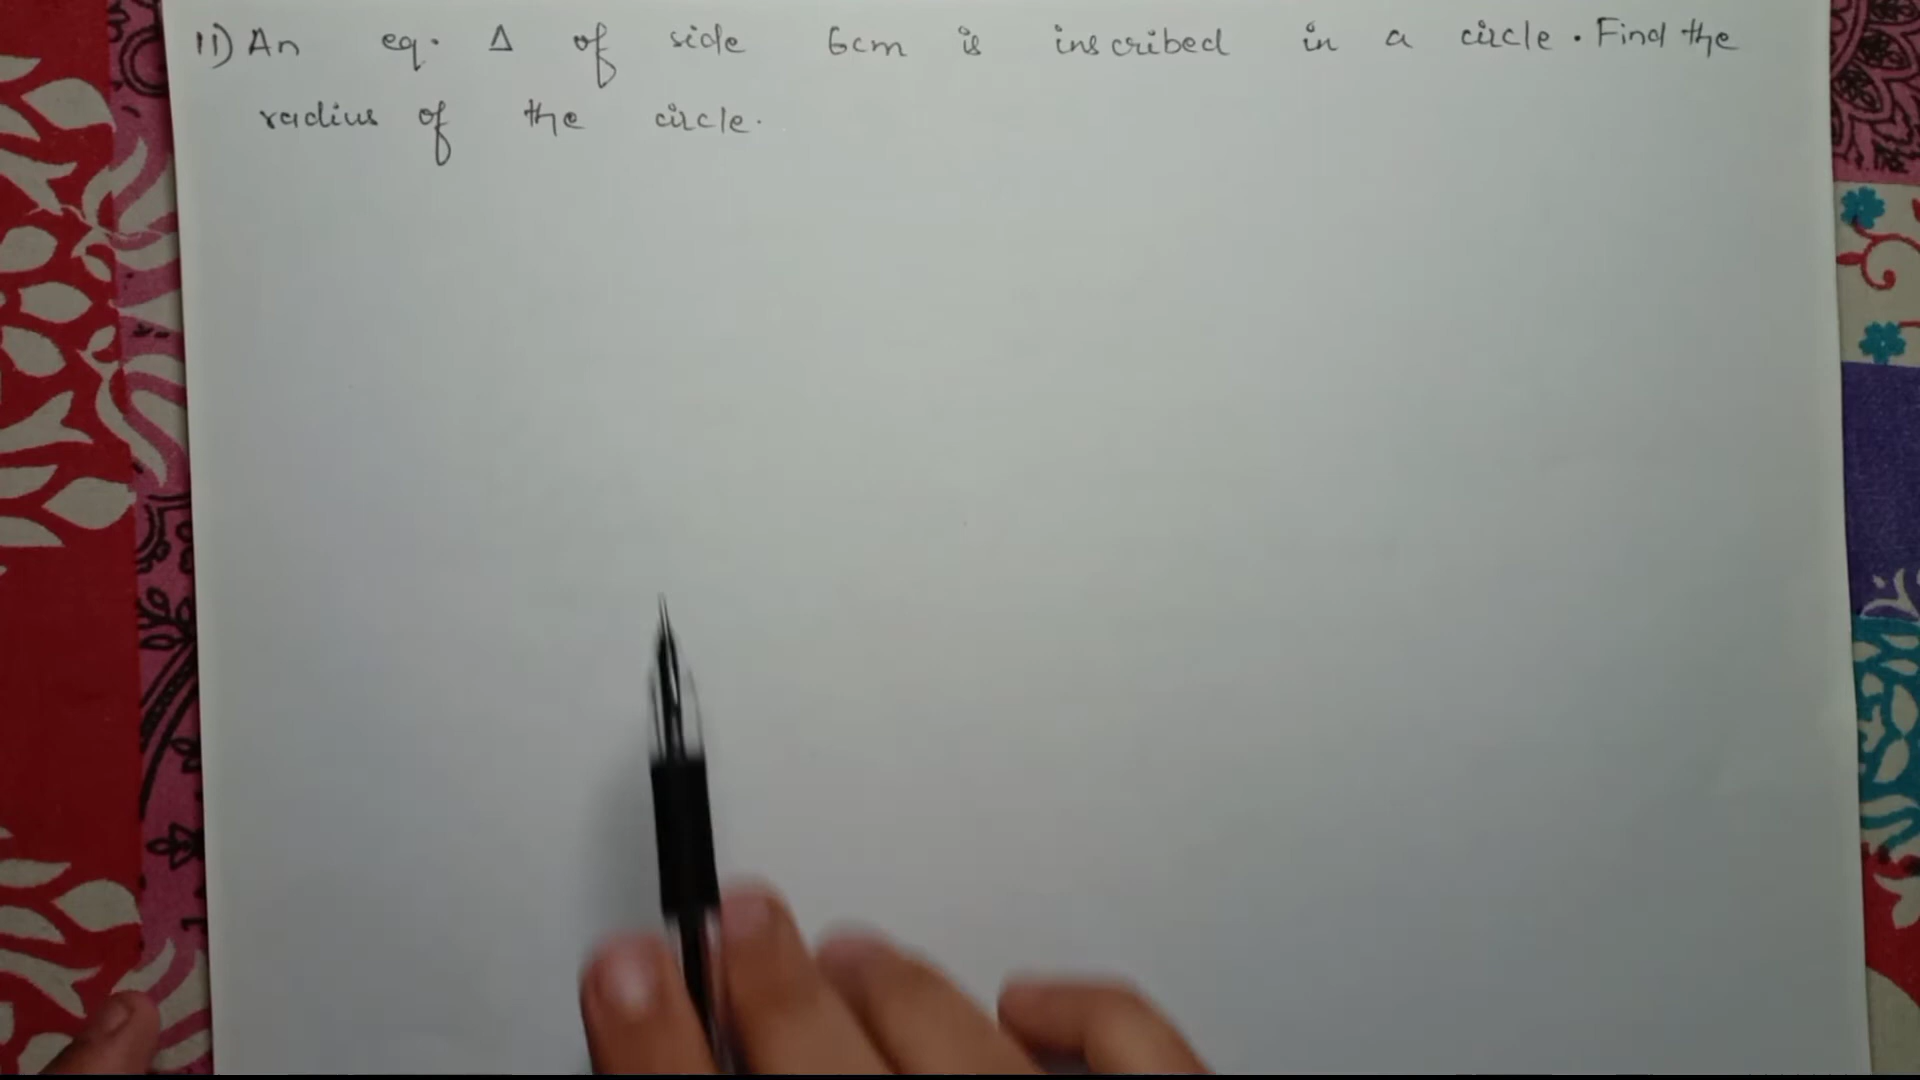 11) An eq. Δ of side 6cm is inscribed in a circle. Find the
radius of the circle.